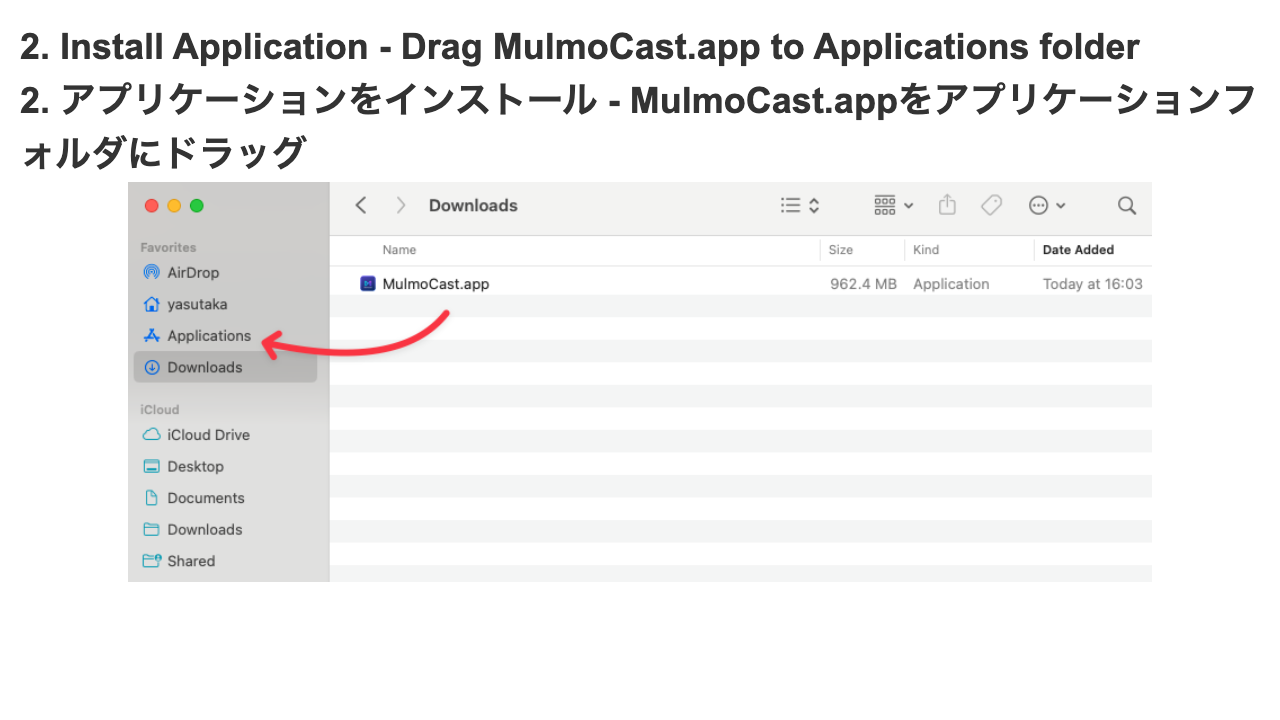 2. Install Application - Drag MulmoCast.app to Applications folder
2. アプリケーションをインストール - MulmoCast.appをアプリケーションフ
ォルダにドラッグ
Downloads
Favorites
AirDrop
yasutaka
Applications
Downloads
iCloud
iCloud Drive
Desktop
Documents
Downloads
Shared
Name Size Kind Date Added
MulmoCast.app 962.4 MB Application Today at 16:03